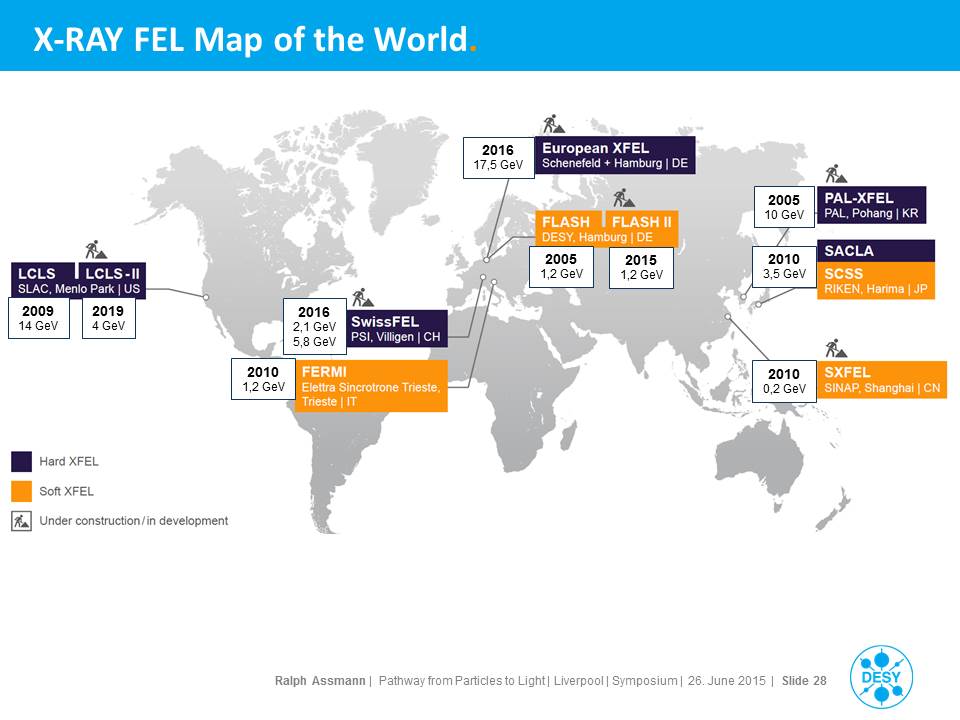 X-RAY FEL Map of the World.
2016
17,5 GeV
European XFEL
Schenefeld + Hamburg | DE
2005
10 GeV
PAL-XFEL
PAL, Pohang | KR
FLASH FLASH II
DESY, Hamburg | DE
2005
1,2 GeV
2015
1,2 GeV
2010
3,5 GeV
SACLA
SCSS
RIKEN, Harima | JP
LCLS LCLS-II
SLAC, Menlo Park | US
2009
14 GeV
2019
4 GeV
2016
2,1 GeV
5,8 GeV
SwissFEL
PSI, Villigen | CH
2010
1,2 GeV
FERMI
Elettra Sincrotrone Trieste,
Trieste | IT
2010
0,2 GeV
SXFEL
SINAP, Shanghai | CN
Hard XFEL
Soft XFEL
Under construction / in development
Ralph Assmann | Pathway from Particles to Light | Liverpool | Symposium | 26. June 2015 | Slide 28
DESY